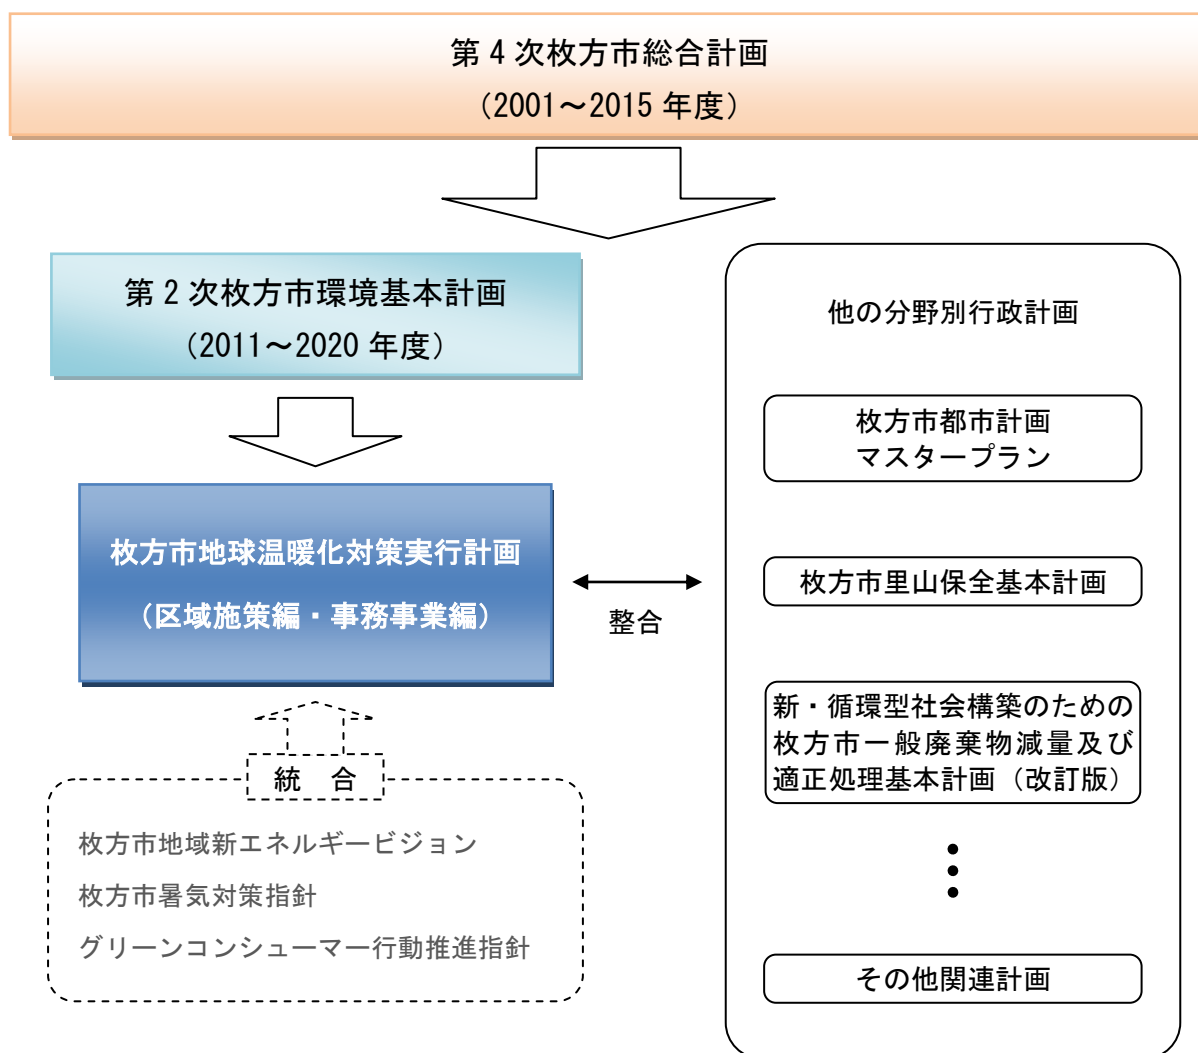 第4次枚方市総合計画
（2001～2015年度）
第2次枚方市環境基本計画
（2011～2020年度）
枚方市地球温暖化対策実行計画
（区域施策編・事務事業編）
整合
統 合
枚方市地域新エネルギービジョン
枚方市暑気対策指針
グリーンコンシューマー行動推進指針
他の分野別行政計画
枚方市都市計画
マスタープラン
枚方市里山保全基本計画
新・循環型社会構築のための
枚方市一般廃棄物減量及び
適正処理基本計画（改訂版）
その他関連計画